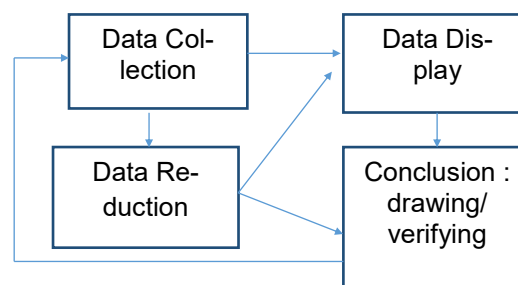 Data Col-
lection
Data Dis-
play
Data Re-
duction
Conclusion :
drawing/
verifying